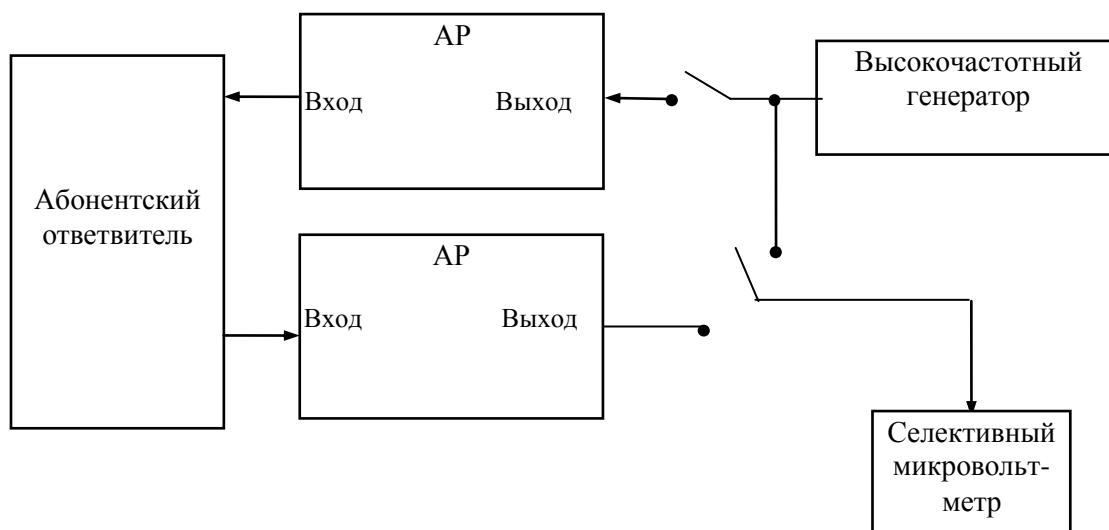 АР
Вход
Выход
Высокочастотный
генератор
Абонентский
ответвитель
АР
Вход
Выход
Селективный
микровольт-
метр